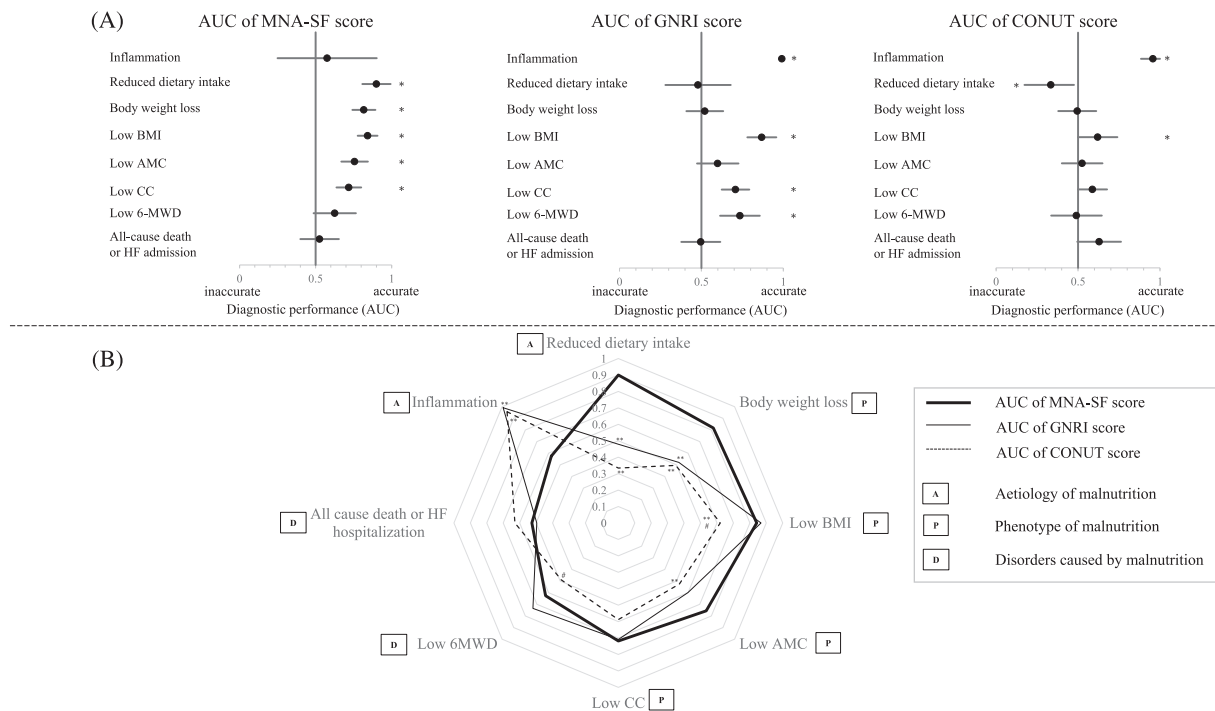 (A)
AUC of MNA-SF score
Inflammation
Reduced dietary intake *
Body weight loss *
Low BMI *
Low AMC *
Low CC *
Low 6-MWD
All-cause death
or HF admission
0 0.5 1
inaccurate accurate
Diagnostic performance (AUC)
AUC of GNRI score
Inflammation *
Reduced dietary intake
Body weight loss
Low BMI *
Low AMC
Low CC *
Low 6-MWD *
All-cause death
or HF admission
0 0.5 1
inaccurate accurate
Diagnostic performance (AUC)
AUC of CONUT score
Inflammation *
Reduced dietary intake *
Body weight loss
Low BMI *
Low AMC
Low CC
Low 6-MWD
All-cause death
or HF admission
0 0.5 1
inaccurate accurate
Diagnostic performance (AUC)
(B)
A Reduced dietary intake
1
0.9
0.8
0.7
0.6
0.5
0.4
0.3
0.2
0.1
0
A Inflammation ** **
Body weight loss P
** **
** **
D All cause death or HF
hospitalization
Low BMI P
** #
D Low 6MWD #
Low AMC P **
Low CC P
AUC of MNA-SF score
AUC of GNRI score
AUC of CONUT score
A Aetiology of malnutrition
P Phenotype of malnutrition
D Disorders caused by malnutrition